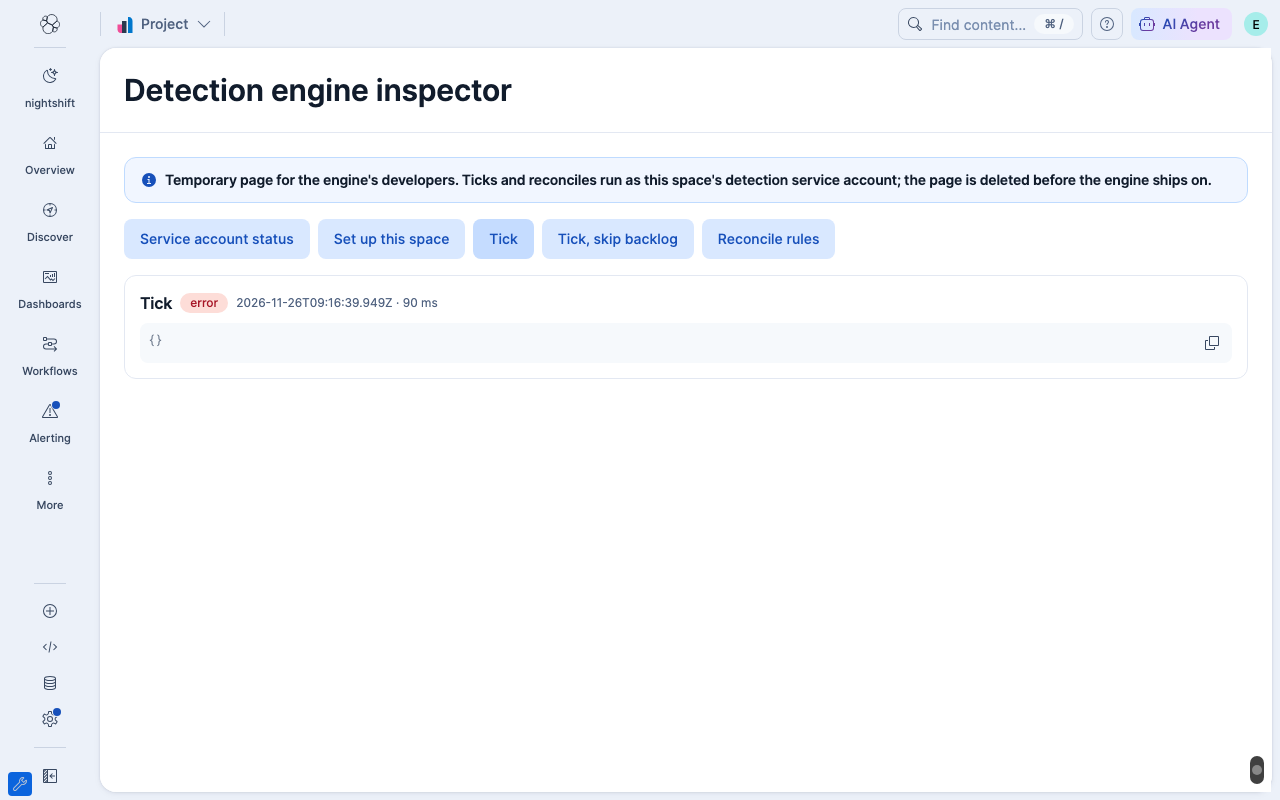 Project
Find content...
⌘ /
AI Agent
E
nightshift
Overview
Discover
Dashboards
Workflows
Alerting
More
Detection engine inspector
Temporary page for the engine's developers. Ticks and reconciles run as this space's detection service account; the page is deleted before the engine ships on.
Service account status
Set up this space
Tick
Tick, skip backlog
Reconcile rules
Tick error 2026-11-26T09:16:39.949Z · 90 ms
{}